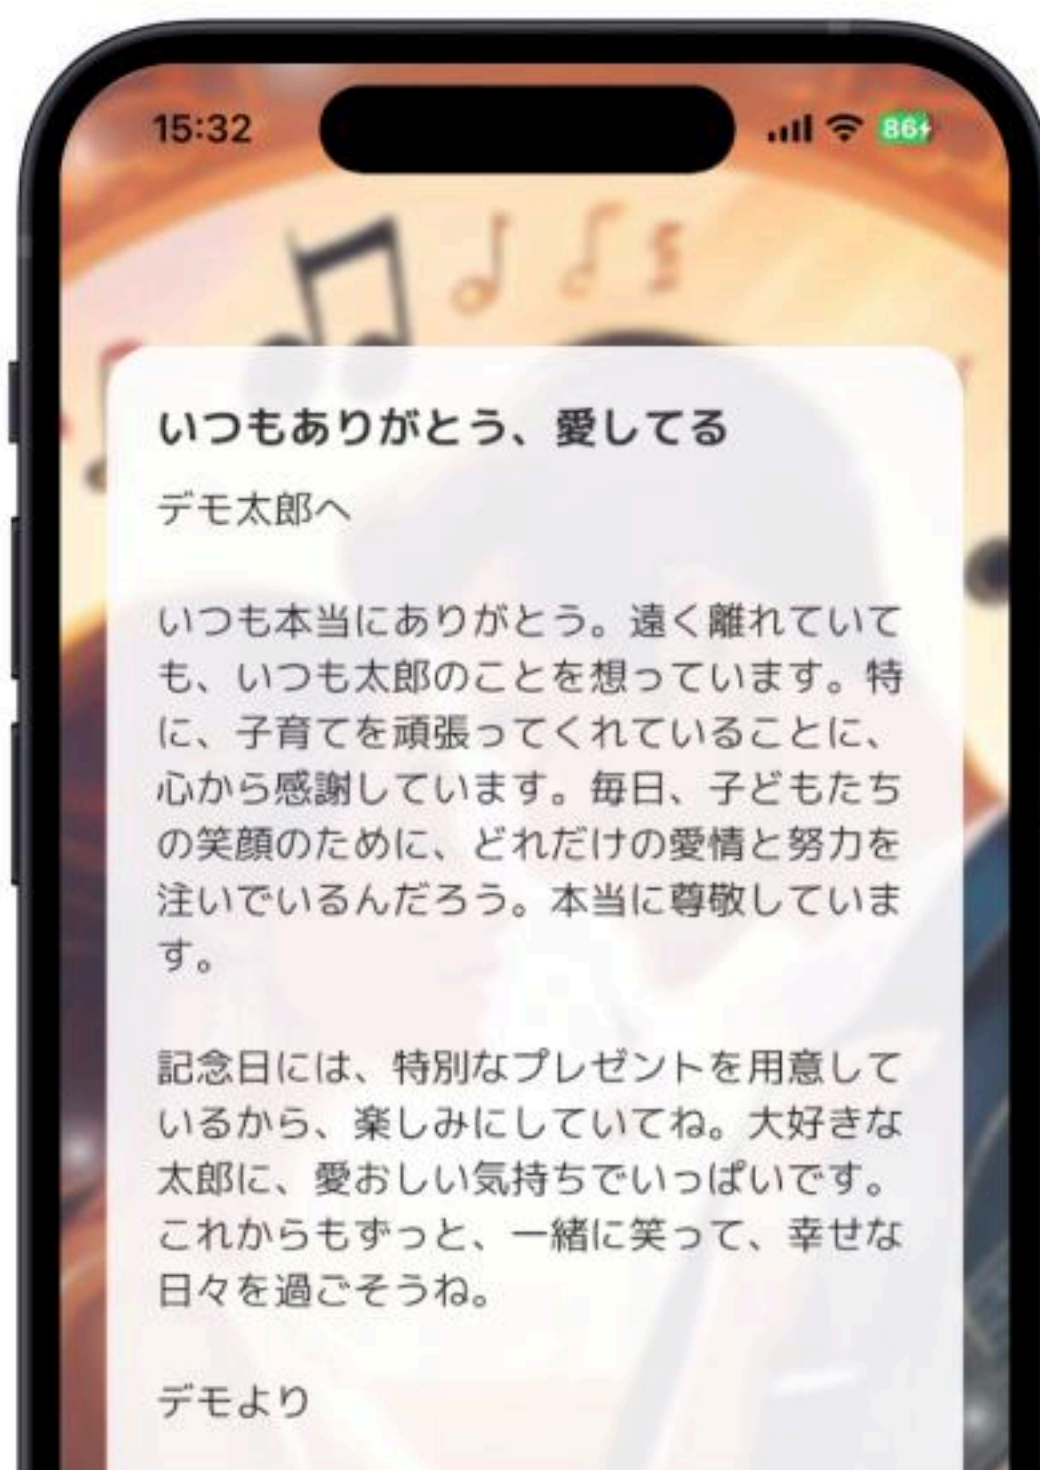 15:32
86
いつもありがとう、愛してる
デモ太郎へ
いつも本当にありがとう。遠く離れていて
も、いつも太郎のことを想っています。特
に、子育てを頑張ってくれていることに、
心から感謝しています。毎日、子どもたち
の笑顔のために、どれだけの愛情と努力を
注いでいるんだろう。本当に尊敬していま
す。
記念日には、特別なプレゼントを用意して
いるから、楽しみにしていてね。大好きな
太郎に、愛おしい気持ちでいっぱいです。
これからもずっと、一緒に笑って、幸せな
日々を過ごそうね。
デモより